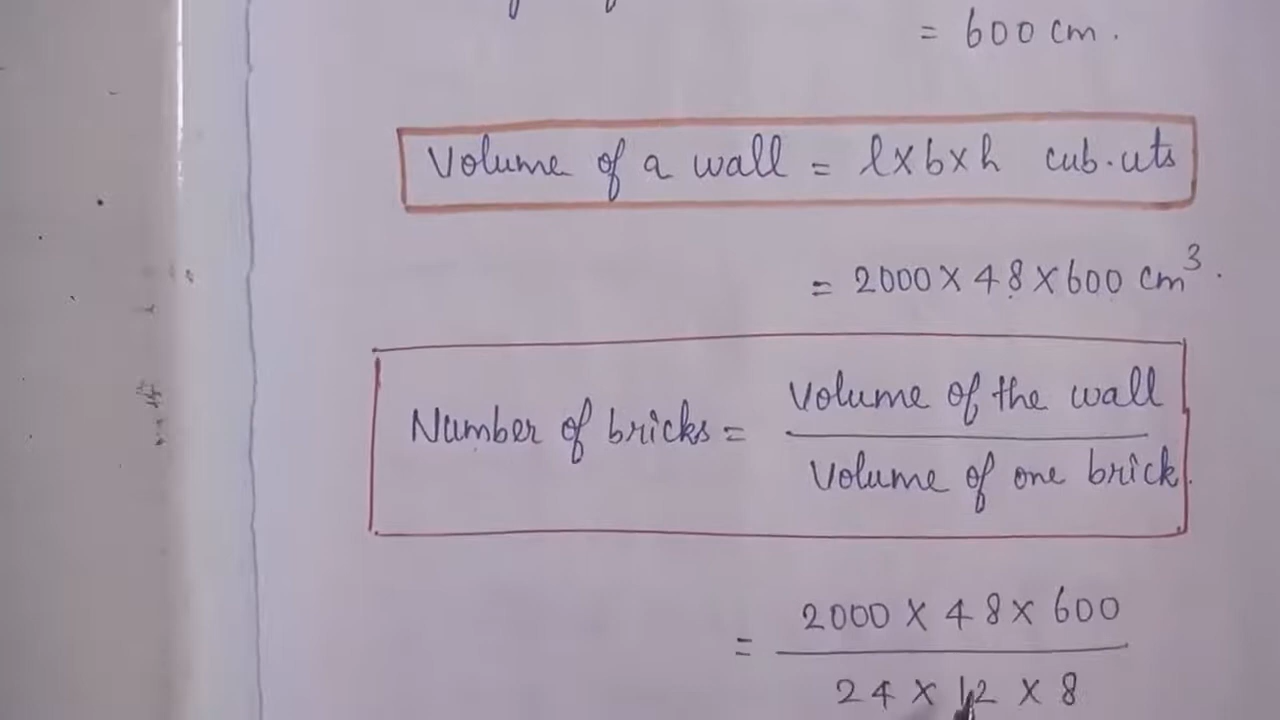 = 600 cm.
Volume of a wall = l×b×h cub.uts
= 2000 × 48 × 600 cm³.
Number of bricks = Volume of the wall
Volume of one brick.
= 2000 × 48 × 600
24 × 12 × 8